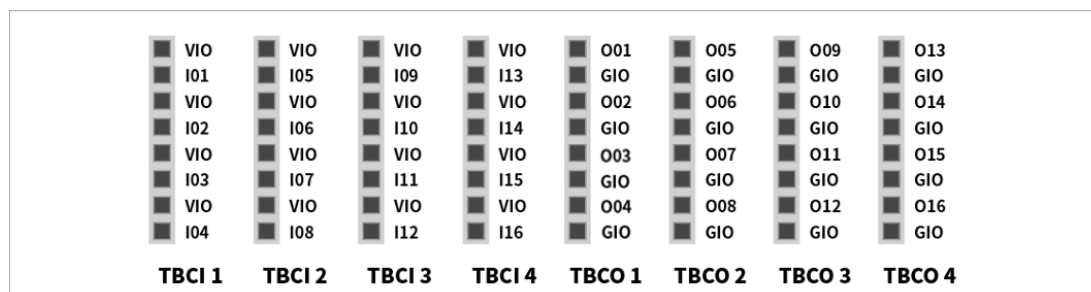 VIO VIO VIO VIO O01 O05 O09 O13
I01 I05 I09 I13 GIO GIO GIO GIO
VIO VIO VIO VIO O02 O06 O10 O14
I02 I06 I10 I14 GIO GIO GIO GIO
VIO VIO VIO VIO O03 O07 O11 O15
I03 I07 I11 I15 GIO GIO GIO GIO
VIO VIO VIO VIO O04 O08 O12 O16
I04 I08 I12 I16 GIO GIO GIO GIO
TBCI 1 TBCI 2 TBCI 3 TBCI 4 TBCO 1 TBCO 2 TBCO 3 TBCO 4